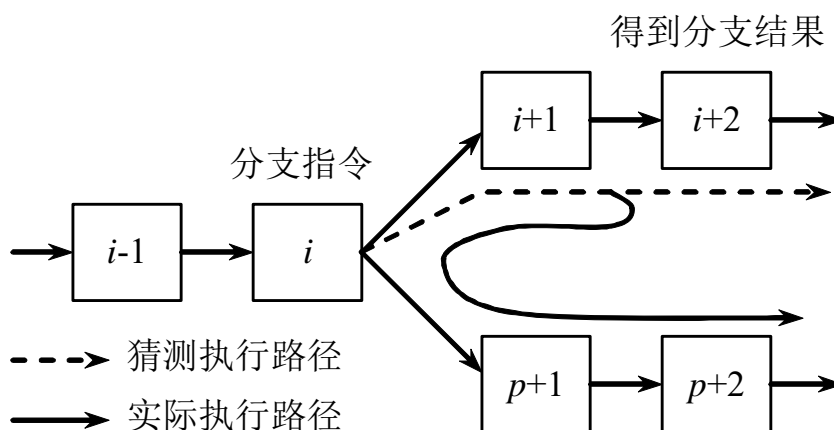 得到分支结果
i+1
i+2
分支指令
i-1
i
猜测执行路径
实际执行路径
p+1
p+2